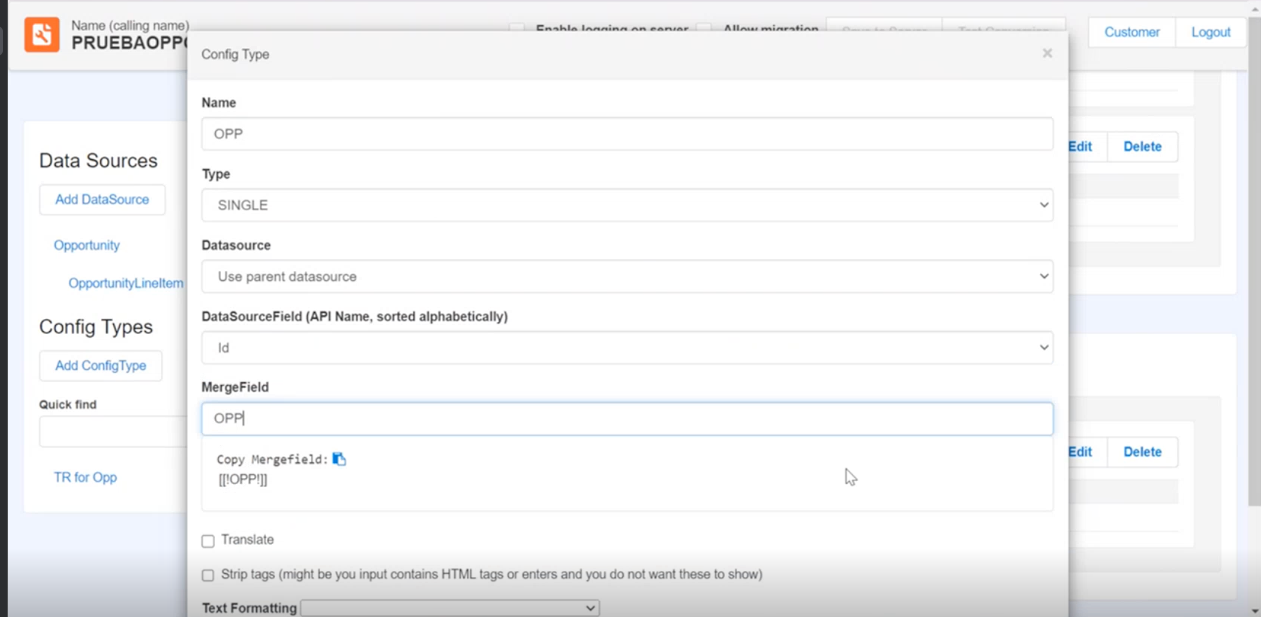 Name (calling name)
PRUEBAOPPO
Enable logging on server
Allow migration
Customer
Logout
Config Type
×
Name
OPP
Type
SINGLE
Datasource
Use parent datasource
DataSourceField (API Name, sorted alphabetically)
Id
MergeField
OPP
Copy Mergefield:
[[!OPP!]]
Translate
Strip tags (might be you input contains HTML tags or enters and you do not want these to show)
Text Formatting
Data Sources
Add DataSource
Opportunity
OpportunityLineItem
Config Types
Add ConfigType
Quick find
TR for Opp
Edit
Delete
Edit
Delete